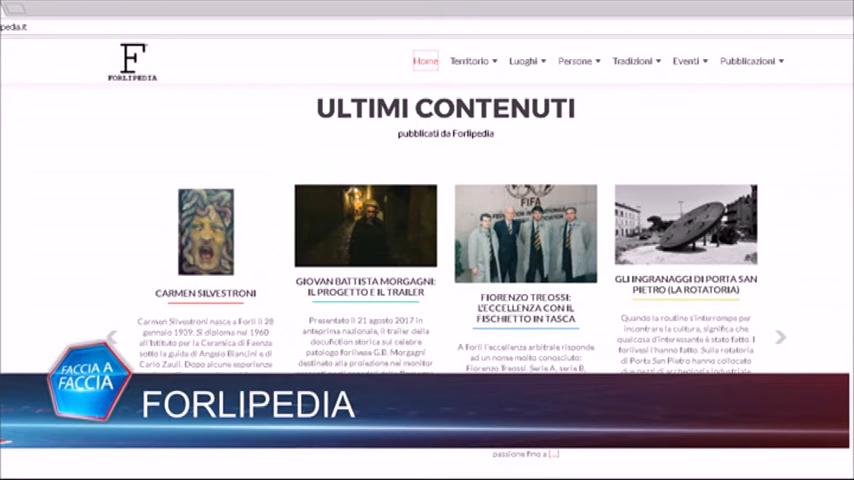 pedia.it
F
FORLIPEDIA
Home
Territorio
Luoghi
Persone
Tradizioni
Eventi
Pubblicazioni
ULTIMI CONTENUTI
pubblicati da Forlipedia
CARMEN SILVESTRONI
Carmen Silvestroni nasce a Forlì il 28
gennaio 1939. Si diploma nel 1960
all'Istituto per la Ceramica di Faenza
sotto la guida di Angelo Biancini e di
Carlo Zauli. Dopo alcune esperienze
GIOVAN BATTISTA MORGAGNI:
IL PROGETTO E IL TRAILER
Presentato il 21 agosto 2017 in
anteprima nazionale, il trailer della
docufiction storica sul celebre
patologo forlivese G.B. Morgagni
destinato alla proiezione nei monitor
FIFA
FIORENZO TREOSSI:
L'ECCELLENZA CON IL
FISCHIETTO IN TASCA
A Forlì l'eccellenza arbitrale risponde
ad un nome molto conosciuto:
Fiorenzo Treossi. Serie A, serie B,
passione fino a [...]
GLI INGRANAGGI DI PORTA SAN
PIETRO (LA ROTATORIA)
Quando la routine s'interrompe per
incontrare la cultura, significa che
qualcosa d'interessante è stato fatto. I
forlivesi l'hanno fatto. Sulla rotatoria
di Porta San Pietro hanno collocato
due pezzi di archeologia industriale
FACCIA A
FACCIA
FORLIPEDIA